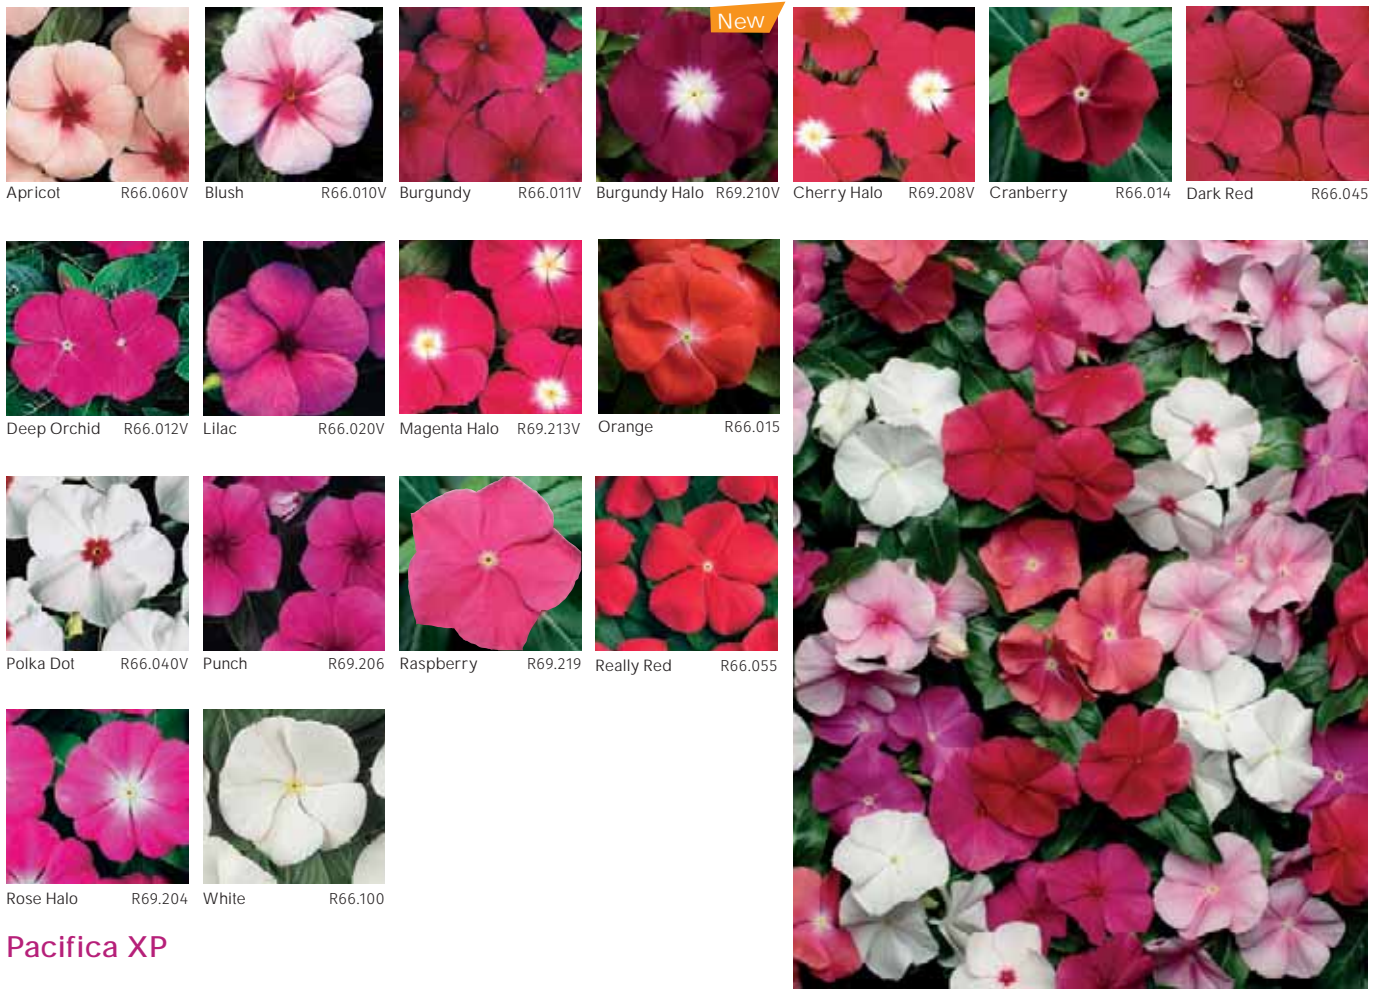 New
Apricot R66.060V Blush R66.010V Burgundy R66.011V Burgundy Halo R69.210V Cherry Halo R69.208V Cranberry R66.014 Dark Red R66.045
Deep Orchid R66.012V Lilac R66.020V Magenta Halo R69.213V Orange R66.015
Polka Dot R66.040V Punch R69.206 Raspberry R69.219 Really Red R66.055
Rose Halo R69.204 White R66.100
Pacifica XP